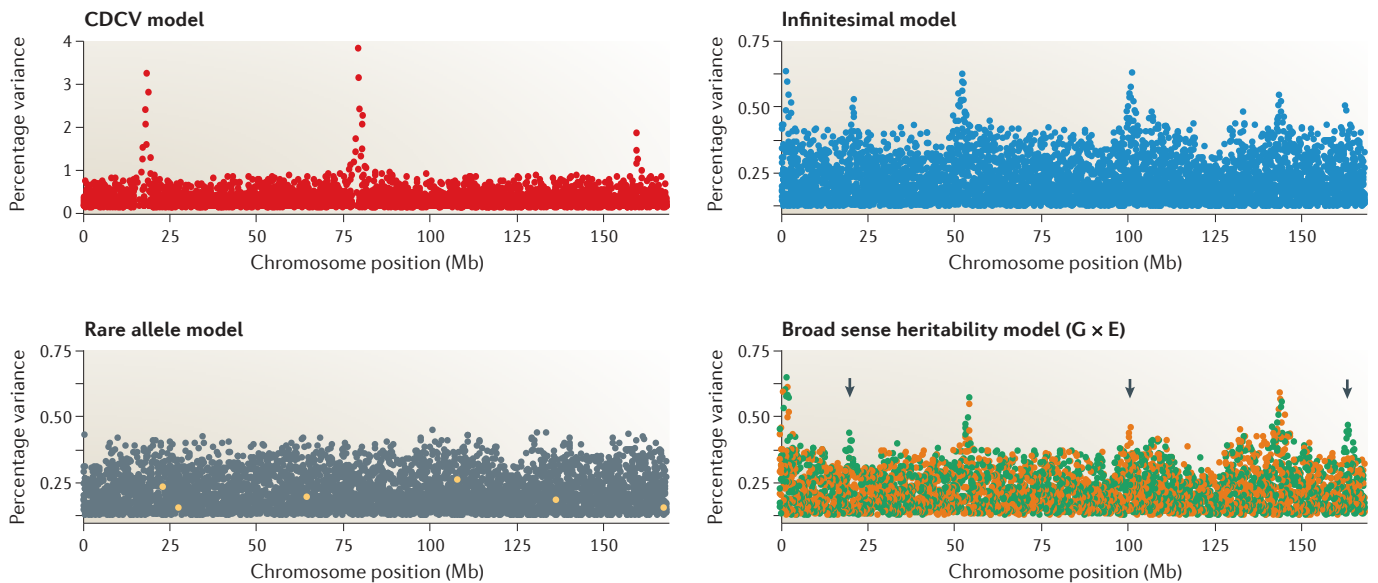 CDCV model
Percentage variance
4
3
2
1
0
0 25 50 75 100 125 150
Chromosome position (Mb)
Infinitesimal model
Percentage variance
0.75
0.50
0.25
0 25 50 75 100 125 150
Chromosome position (Mb)
Rare allele model
Percentage variance
0.75
0.50
0.25
0 25 50 75 100 125 150
Chromosome position (Mb)
Broad sense heritability model (G × E)
Percentage variance
0.75
0.50
0.25
0 25 50 75 100 125 150
Chromosome position (Mb)